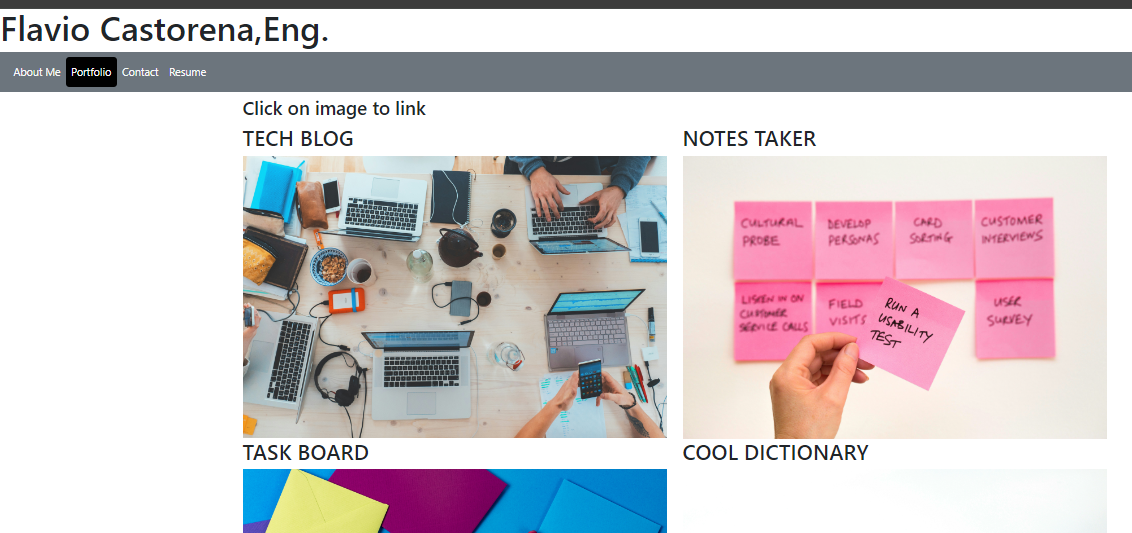 Flavio Castorena,Eng.
About Me Portfolio Contact Resume
Click on image to link
TECH BLOG
NOTES TAKER
CULTURAL
PROBE
DEVELOP
PERSONAS
CARD
SORTING
CUSTOMER
INTERVIEWS
LISTEN IN ON
CUSTOMER
SERVICE CALLS
FIELD
VISITS
RUN A
USABILITY
TEST
USER
SURVEY
TASK BOARD
COOL DICTIONARY